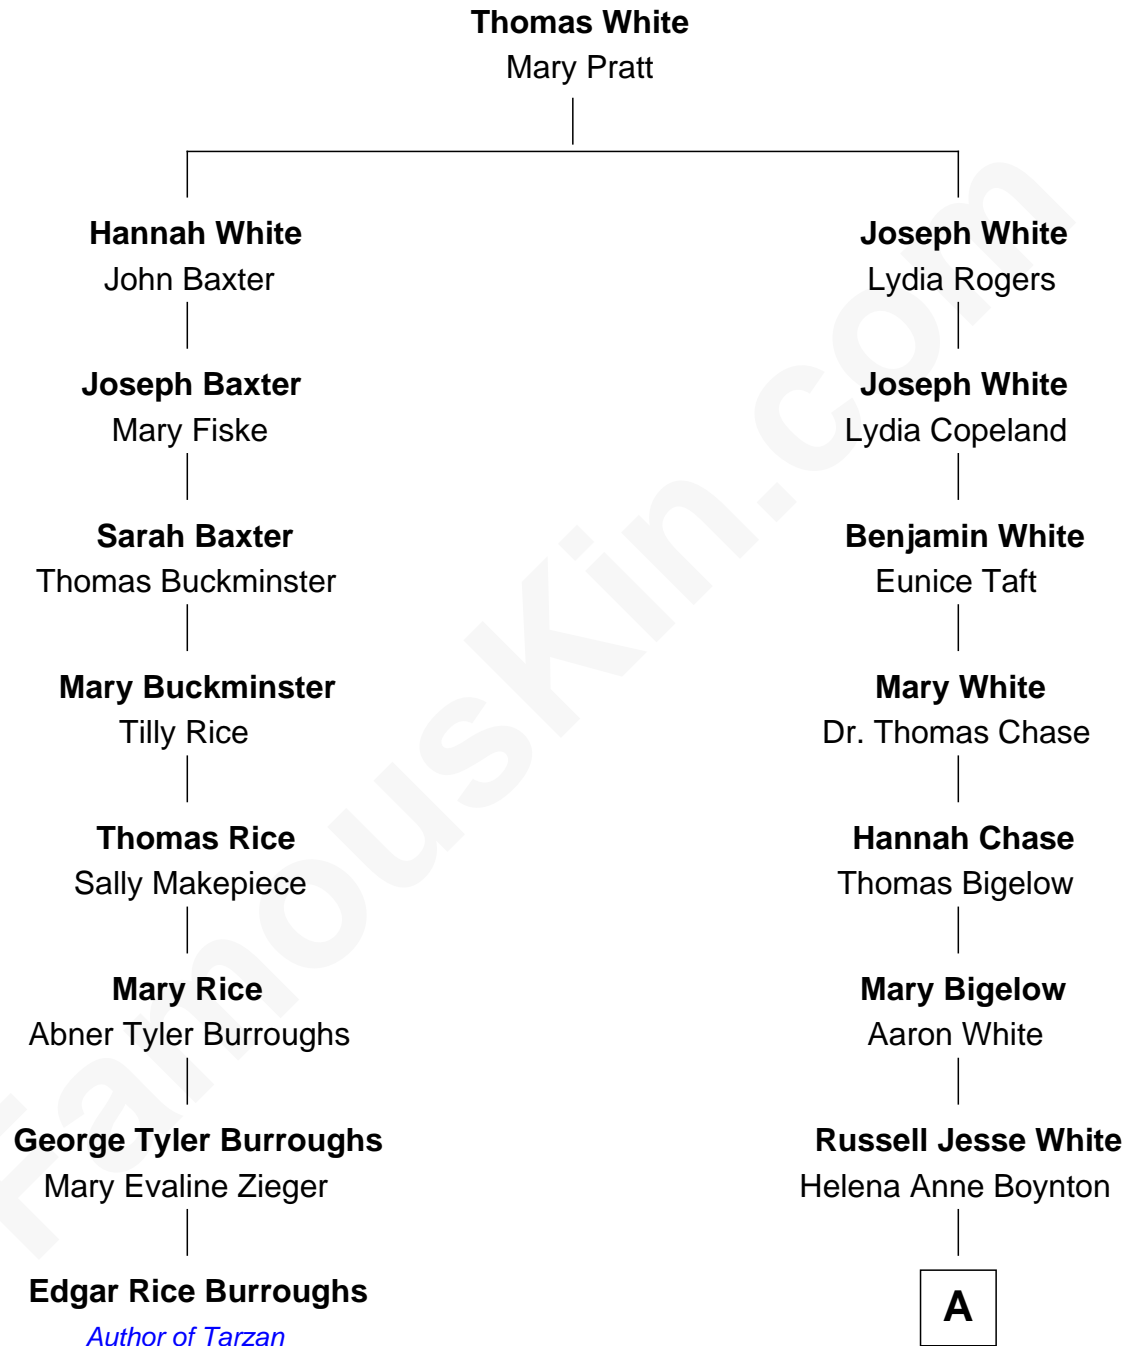 Thomas White
Mary Pratt
Hannah White
John Baxter
Joseph Baxter
Mary Fiske
Sarah Baxter
Thomas Buckminster
Mary Buckminster
Tilly Rice
Thomas Rice
Sally Makepiece
Mary Rice
Abner Tyler Burroughs
George Tyler Burroughs
Mary Evaline Zieger
Edgar Rice Burroughs
Author of Tarzan
Joseph White
Lydia Rogers
Joseph White
Lydia Copeland
Benjamin White
Eunice Taft
Mary White
Dr. Thomas Chase
Hannah Chase
Thomas Bigelow
Mary Bigelow
Aaron White
Russell Jesse White
Helena Anne Boynton
A
FamousKin.com